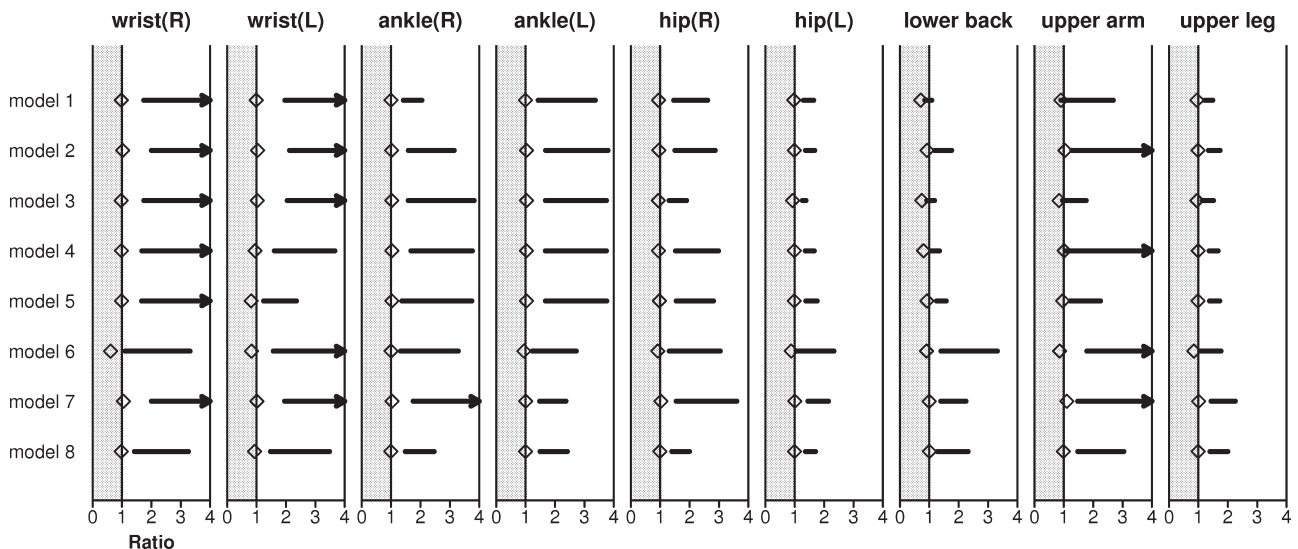 wrist(R) wrist(L) ankle(R) ankle(L) hip(R) hip(L) lower back upper arm upper leg
model 1
model 2
model 3
model 4
model 5
model 6
model 7
model 8
0 1 2 3 4 0 1 2 3 4 0 1 2 3 4 0 1 2 3 4 0 1 2 3 4 0 1 2 3 4 0 1 2 3 4 0 1 2 3 4 0 1 2 3 4
Ratio